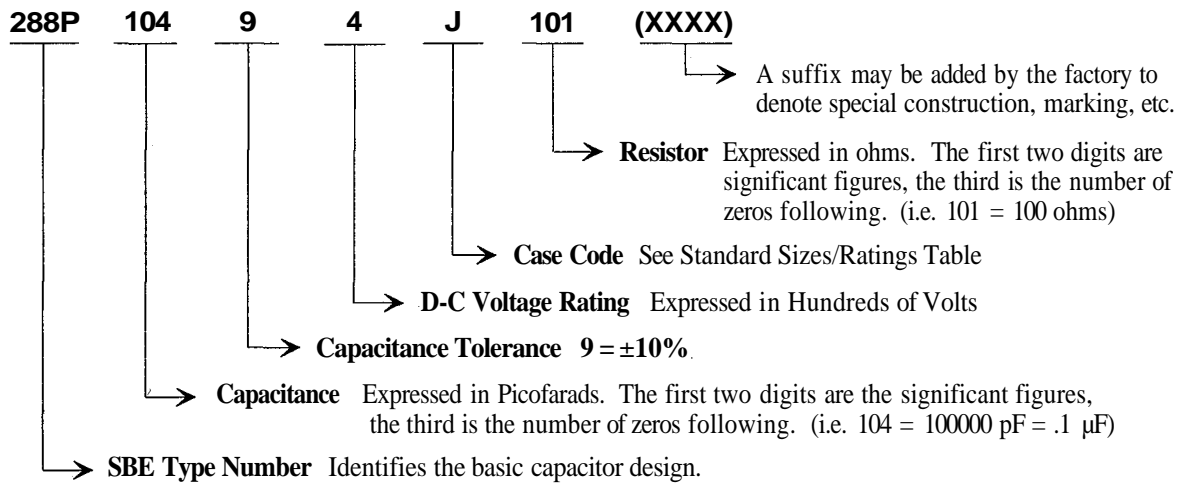 288P 104 9 4 J 101 (XXXX)
A suffix may be added by the factory to
denote special construction, marking, etc.
Resistor Expressed in ohms. The first two digits are
significant figures, the third is the number of
zeros following. (i.e. 101 = 100 ohms)
Case Code See Standard Sizes/Ratings Table
D-C Voltage Rating Expressed in Hundreds of Volts
Capacitance Tolerance 9 = ±10%
Capacitance Expressed in Picofarads. The first two digits are the significant figures,
the third is the number of zeros following. (i.e. 104 = 100000 pF = .1 µF)
SBE Type Number Identifies the basic capacitor design.